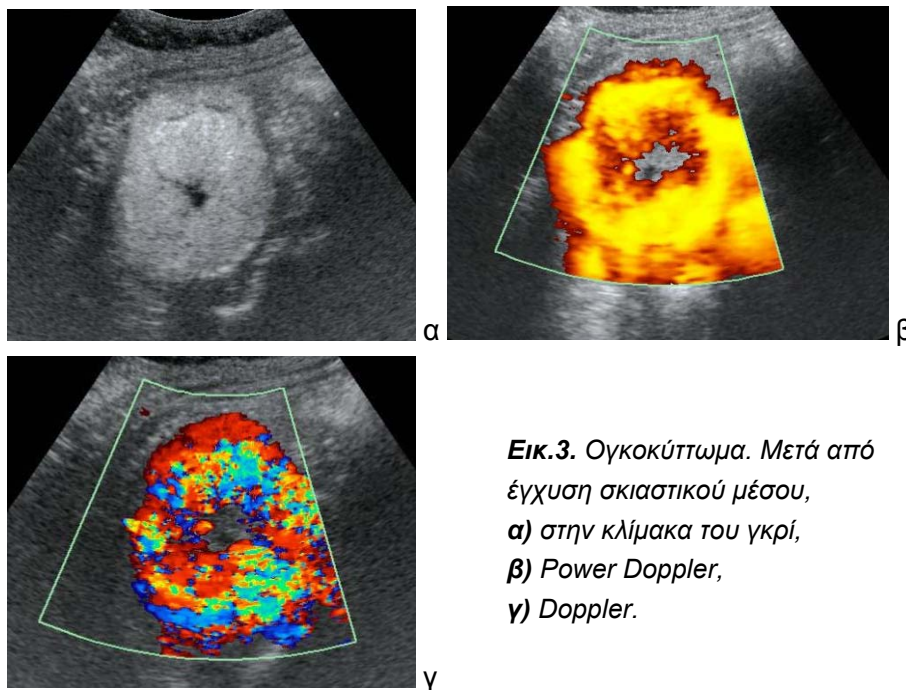 α
β
γ
Εικ.3. Ογκοκύττωμα. Μετά από
έγχυση σκιαστικού μέσου,
α) στην κλίμακα του γκρί,
β) Power Doppler,
γ) Doppler.